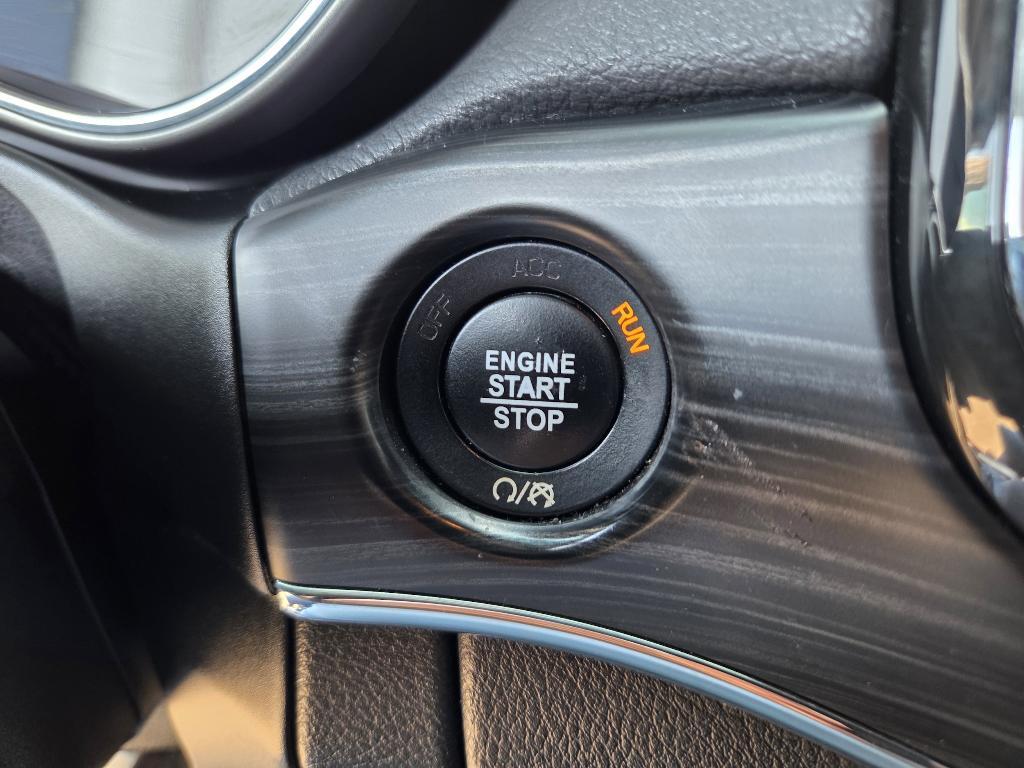 OFF
ACC
RUN
ENGINE
START
STOP